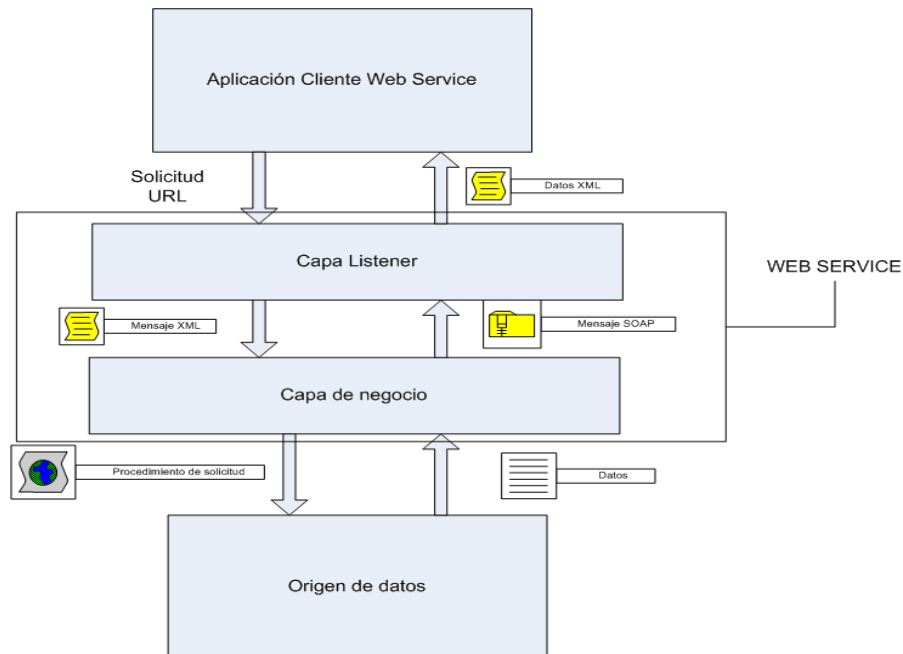 Aplicación Cliente Web Service
Solicitud
URL
Datos XML
Capa Listener
WEB SERVICE
Mensaje XML
Mensaje SOAP
Capa de negocio
Procedimiento de solicitud
Datos
Origen de datos